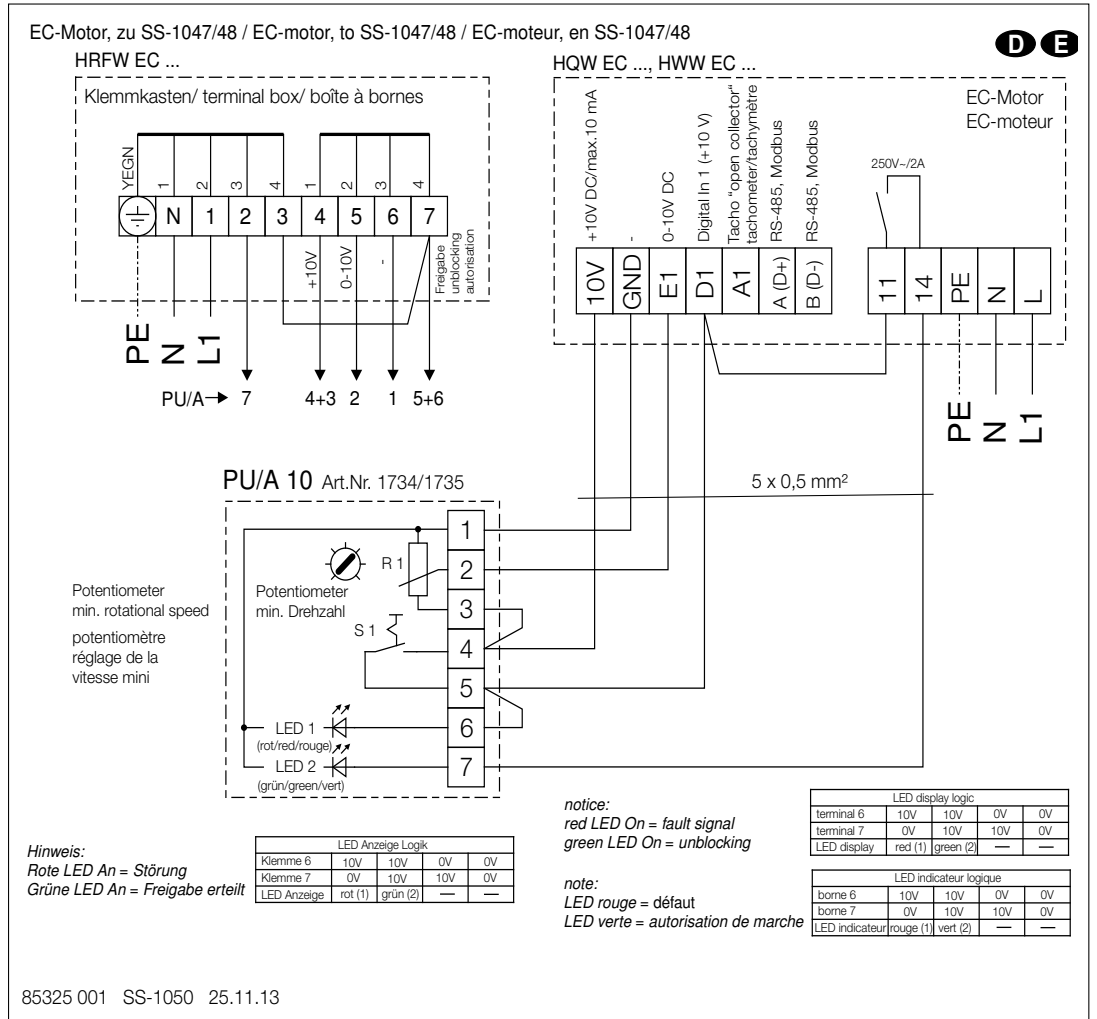 EC-Motor, zu SS-1047/48 / EC-motor, to SS-1047/48 / EC-moteur, en SS-1047/48
D E
HRFW EC ...
Klemmkasten/ terminal box/ boîte à bornes
YEGN 1 2 3 4 1 2 3 4
N 1 2 3 4 5 6 7
+10V 0-10V -
Freigabe
unblocking
autorisation
PE N L1
PU/A 7 4+3 2 1 5+6
HQW EC ..., HWW EC ...
EC-Motor
EC-moteur
+10V DC/max.10 mA
-
0-10V DC
Digital In 1 (+10 V)
Tacho "open collector"
tachometer/tachymètre
RS-485, Modbus
RS-485, Modbus
250V~/2A
10V GND E1 D1 A1 A (D+) B (D-) 11 14 PE N L
PE N L1
5 x 0,5 mm²
PU/A 10 Art.Nr. 1734/1735
1
2
3
4
5
6
7
R 1
Potentiometer
min. Drehzahl
S 1
LED 1
(rot/red/rouge)
LED 2
(grün/green/vert)
Potentiometer
min. rotational speed
potentiomètre
réglage de la
vitesse mini
Hinweis:
Rote LED An = Störung
Grüne LED An = Freigabe erteilt
LED Anzeige Logik
Klemme 6 10V 10V 0V 0V
Klemme 7 0V 10V 10V 0V
LED Anzeige rot (1) grün (2) — —
notice:
red LED On = fault signal
green LED On = unblocking
LED display logic
terminal 6 10V 10V 0V 0V
terminal 7 0V 10V 10V 0V
LED display red (1) green (2) — —
note:
LED rouge = défaut
LED verte = autorisation de marche
LED indicateur logique
borne 6 10V 10V 0V 0V
borne 7 0V 10V 10V 0V
LED indicateur rouge (1) vert (2) — —
85325 001 SS-1050 25.11.13